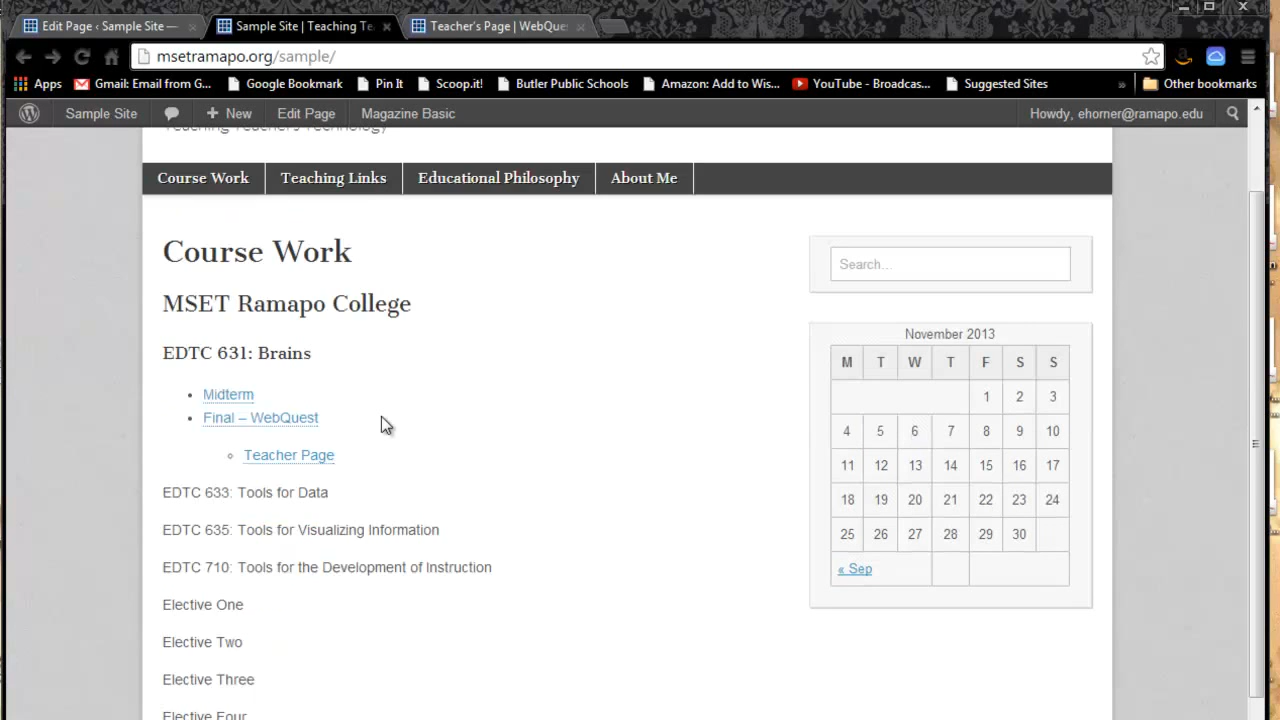 Edit Page ‹ Sample Site —
Sample Site | Teaching Te
Teacher's Page | WebQue
msetramapo.org/sample/
Apps
Gmail: Email from G...
Google Bookmark
Pin It
Scoop.it!
Butler Public Schools
Amazon: Add to Wis...
YouTube - Broadcas...
Suggested Sites
»
Other bookmarks
Sample Site
+ New
Edit Page
Magazine Basic
Howdy, ehorner@ramapo.edu
Teaching Teachers Technology
Course Work
Teaching Links
Educational Philosophy
About Me
Course Work
MSET Ramapo College
EDTC 631: Brains
Midterm
Final – WebQuest
Teacher Page
EDTC 633: Tools for Data
EDTC 635: Tools for Visualizing Information
EDTC 710: Tools for the Development of Instruction
Elective One
Elective Two
Elective Three
Elective Four
Search...
November 2013
M T W T F S S
1 2 3
4 5 6 7 8 9 10
11 12 13 14 15 16 17
18 19 20 21 22 23 24
25 26 27 28 29 30
« Sep